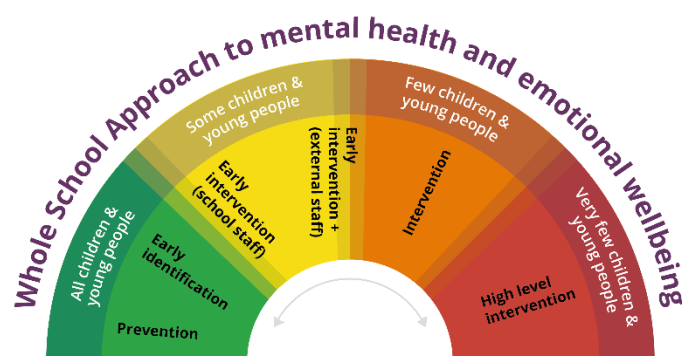 Whole School Approach to mental health and emotional wellbeing
All children &
young people
Early
identification
Prevention
Some children &
young people
Early
intervention
(school staff)
Early
intervention +
(external staff)
Few children &
young people
Intervention
Very few children &
young people
High level
intervention